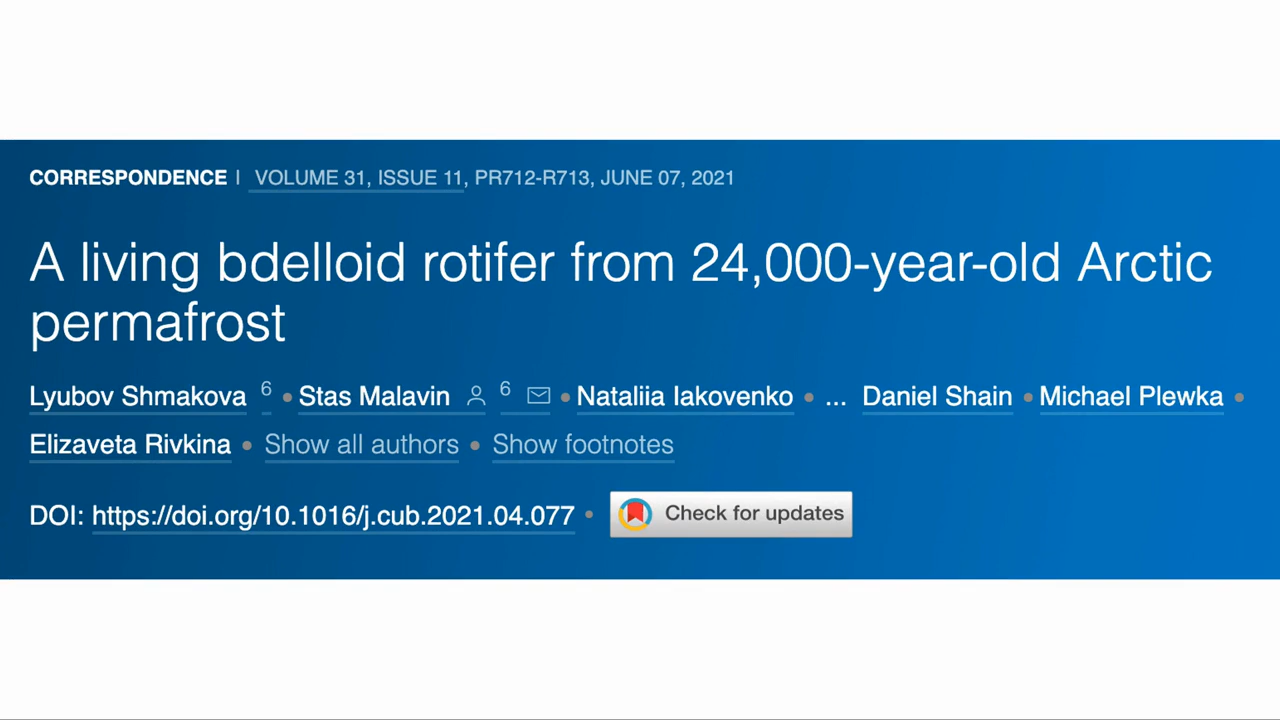 CORRESPONDENCE | VOLUME 31, ISSUE 11, PR712-R713, JUNE 07, 2021
A living bdelloid rotifer from 24,000-year-old Arctic
permafrost
Lyubov Shmakova 6 • Stas Malavin 6 • Nataliia Iakovenko • ... Daniel Shain • Michael Plewka •
Elizaveta Rivkina • Show all authors • Show footnotes
DOI: https://doi.org/10.1016/j.cub.2021.04.077 • Check for updates